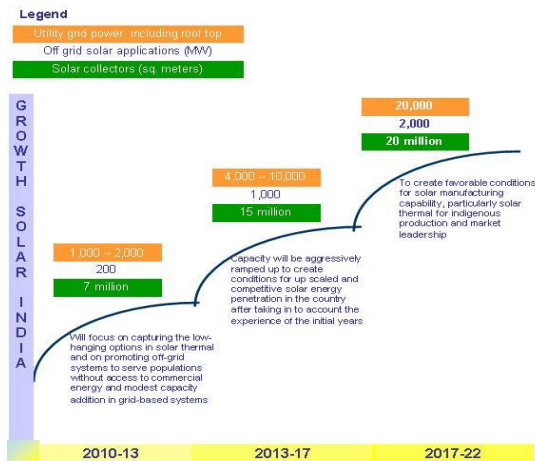 Legend
Utility grid power, including roof top
Off grid solar applications (MW)
Solar collectors (sq. meters)
GROWTH SOLAR INDIA
20,000
2,000
20 million
To create favorable conditions
for solar manufacturing
capability, particularly solar
thermal for indigenous
production and market
leadership
4,000 – 10,000
1,000
15 million
Capacity will be aggressively
ramped up to create
conditions for up scaled and
competitive solar energy
penetration in the country
after taking in to account the
experience of the initial years
1,000 – 2,000
200
7 million
Will focus on capturing the low-
hanging options in solar thermal
and on promoting off-grid
systems to serve populations
without access to commercial
energy and modest capacity
addition in grid-based systems
2010-13
2013-17
2017-22